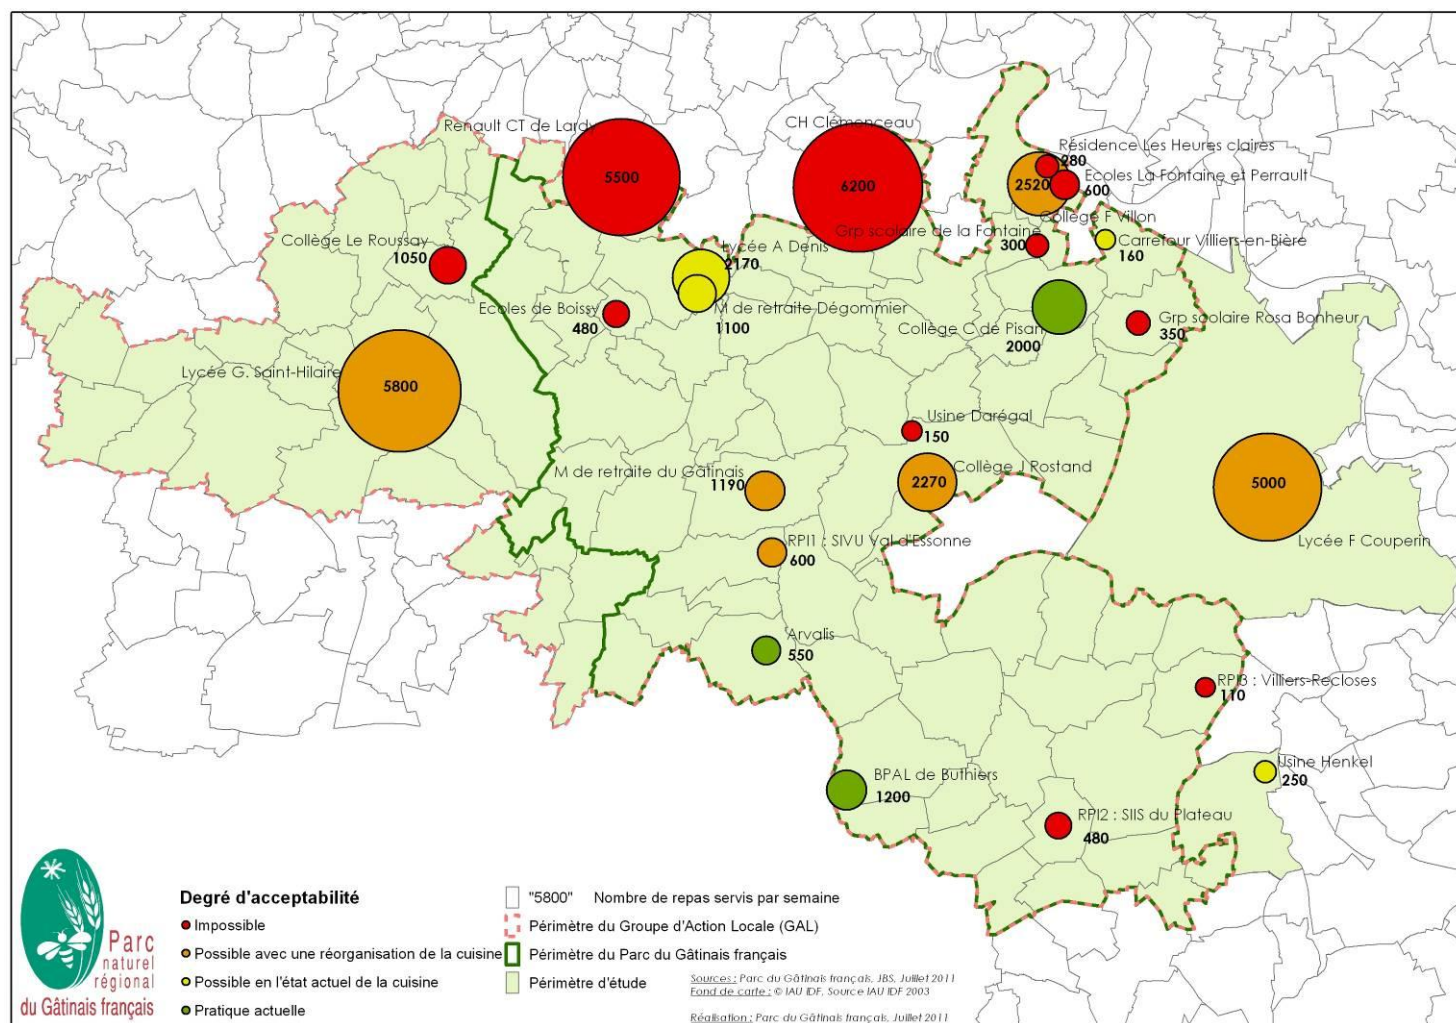 Renault CT de Lardy
5500
CH Clémenceau
6200
Résidence Les Heures claires
280
2520
Ecoles La Fontaine et Perrault
600
Collège F Villon
Grp scolaire de la Fontaine
300
Carrefour Villiers-en-Bière
160
Collège Le Roussay
1050
Lycée A Denis
2170
M de retraite Dégommier
1100
Ecoles de Boissy
480
Collège C de Pisan
2000
Grp scolaire Rosa Bonheur
350
Lycée G. Saint-Hilaire
5800
Usine Darégal
150
M de retraite du Gâtinais
1190
Collège J Rostand
2270
5000
Lycée F Couperin
RPI1 : SIVU Val d'Essonne
600
Arvalis
550
RPI3 : Villiers-Recloses
110
BPAL de Buthiers
1200
Usine Henkel
250
RPI2 : SIIS du Plateau
480
Parc
naturel
régional
du Gâtinais français
Degré d'acceptabilité
Impossible
Possible avec une réorganisation de la cuisine
Possible en l'état actuel de la cuisine
Pratique actuelle
"5800" Nombre de repas servis par semaine
Périmètre du Groupe d'Action Locale (GAL)
Périmètre du Parc du Gâtinais français
Périmètre d'étude
Sources : Parc du Gâtinais français, JBS, Juillet 2011
Fond de carte : © IAU IDF, Source IAU IDF 2003
Réalisation : Parc du Gâtinais français, Juillet 2011